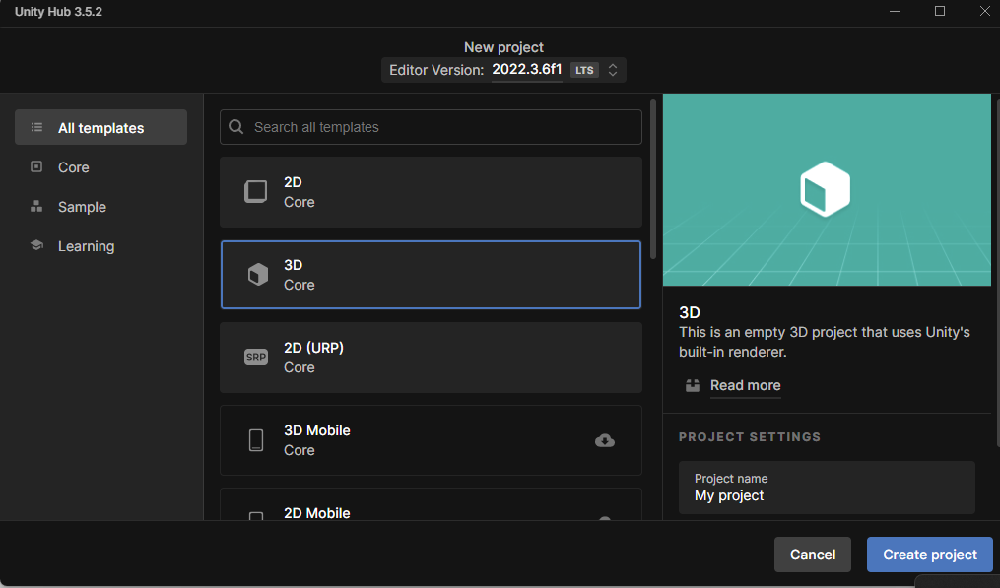 Unity Hub 3.5.2
New project
Editor Version: 2022.3.6f1 LTS
All templates
Core
Sample
Learning
Search all templates
2D
Core
3D
Core
SRP
2D (URP)
Core
3D Mobile
Core
2D Mobile
3D
This is an empty 3D project that uses Unity's
built-in renderer.
Read more
PROJECT SETTINGS
Project name
My project
Cancel
Create project